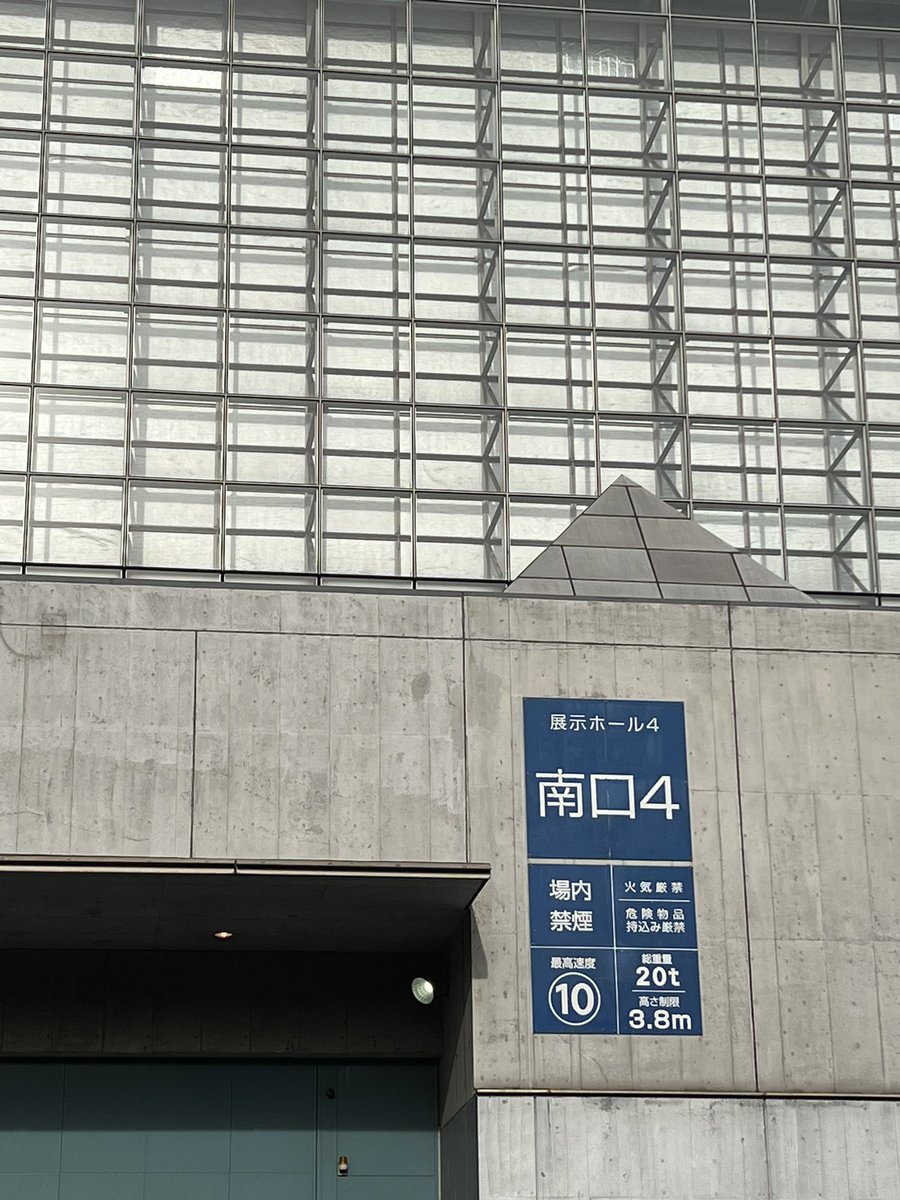 展示ホール4
南口4
場内
禁煙
火気厳禁
危険物品
持込み厳禁
最高速度
10
総重量
20t
高さ制限
3.8m